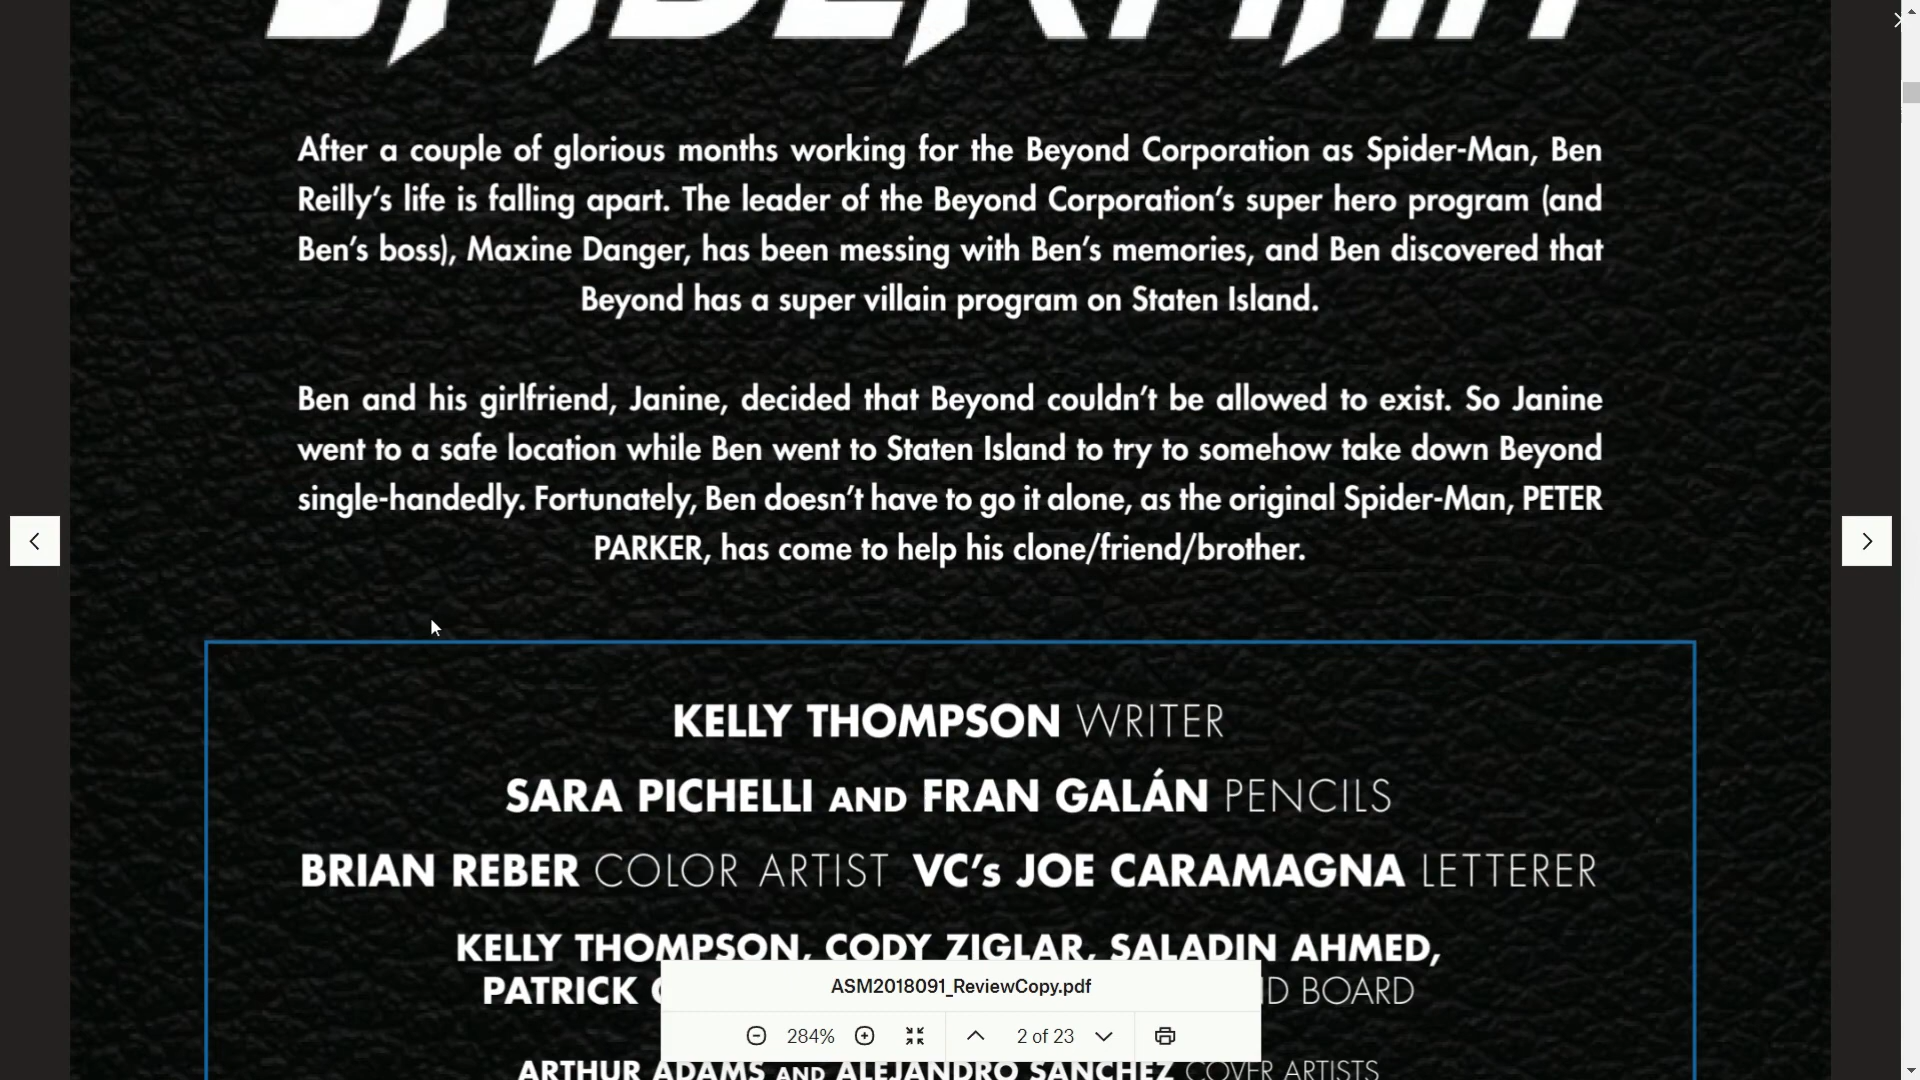 SPIDER-MAN
After a couple of glorious months working for the Beyond Corporation as Spider-Man, Ben
Reilly's life is falling apart. The leader of the Beyond Corporation's super hero program (and
Ben's boss), Maxine Danger, has been messing with Ben's memories, and Ben discovered that
Beyond has a super villain program on Staten Island.
Ben and his girlfriend, Janine, decided that Beyond couldn't be allowed to exist. So Janine
went to a safe location while Ben went to Staten Island to try to somehow take down Beyond
single-handedly. Fortunately, Ben doesn't have to go it alone, as the original Spider-Man, PETER
PARKER, has come to help his clone/friend/brother.
KELLY THOMPSON WRITER
SARA PICHELLI AND FRAN GALÁN PENCILS
BRIAN REBER COLOR ARTIST VC's JOE CARAMAGNA LETTERER
KELLY THOMPSON, CODY ZIGLAR, SALADIN AHMED,
PATRICK BOARD
ASM2018091_ReviewCopy.pdf
284% 2 of 23
ARTHUR ADAMS AND ALEJANDRO SÁNCHEZ COVER ARTISTS